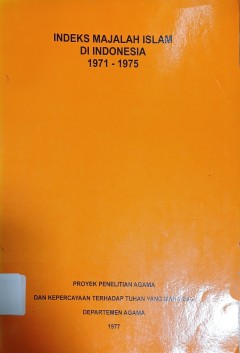 INDEKS MAJALAH ISLAM
DI INDONESIA
1971 - 1975
PROYEK PENELITIAN AGAMA
DAN KEPERCAYAAN TERHADAP TUHAN YANG
DEPARTEMEN AGAMA
1977